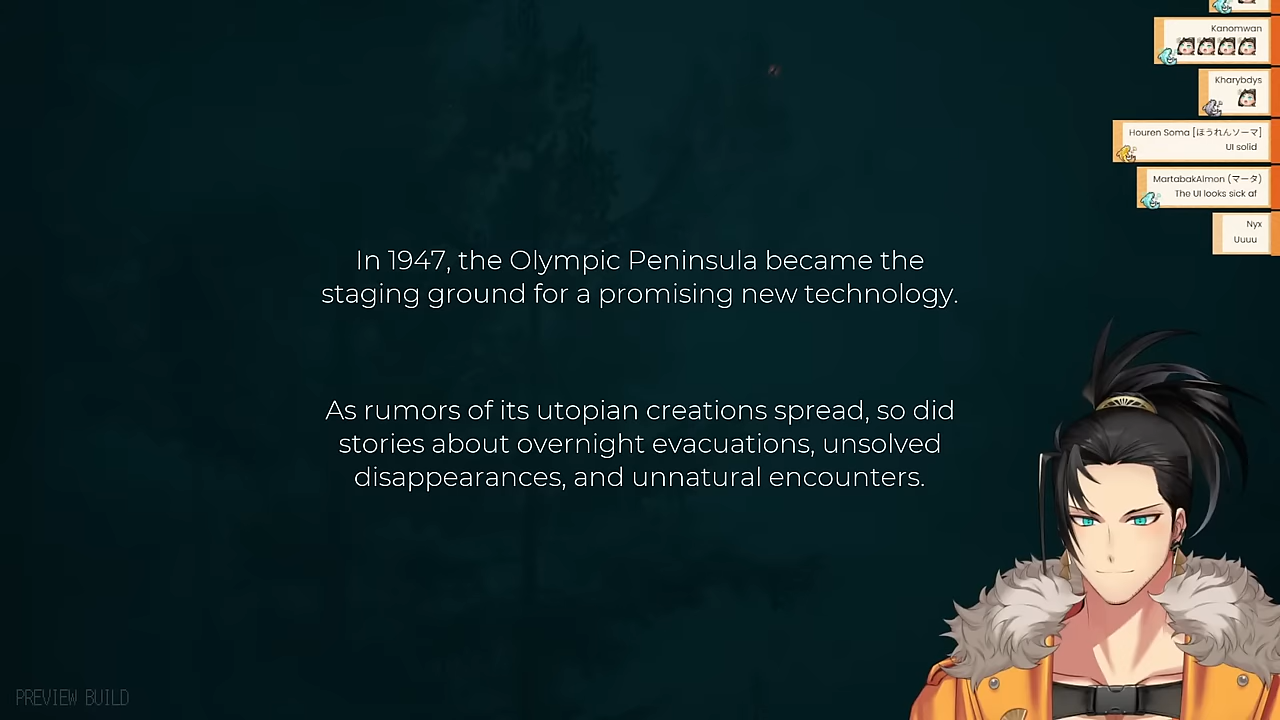 Kanomwan
Kharybdys
Houren Soma [ほうれんソーマ]
UI solid
MartabakAlmon (マータ)
The UI looks sick af
Nyx
Uuuu
In 1947, the Olympic Peninsula became the
staging ground for a promising new technology.
As rumors of its utopian creations spread, so did
stories about overnight evacuations, unsolved
disappearances, and unnatural encounters.
PREVIEW BUILD